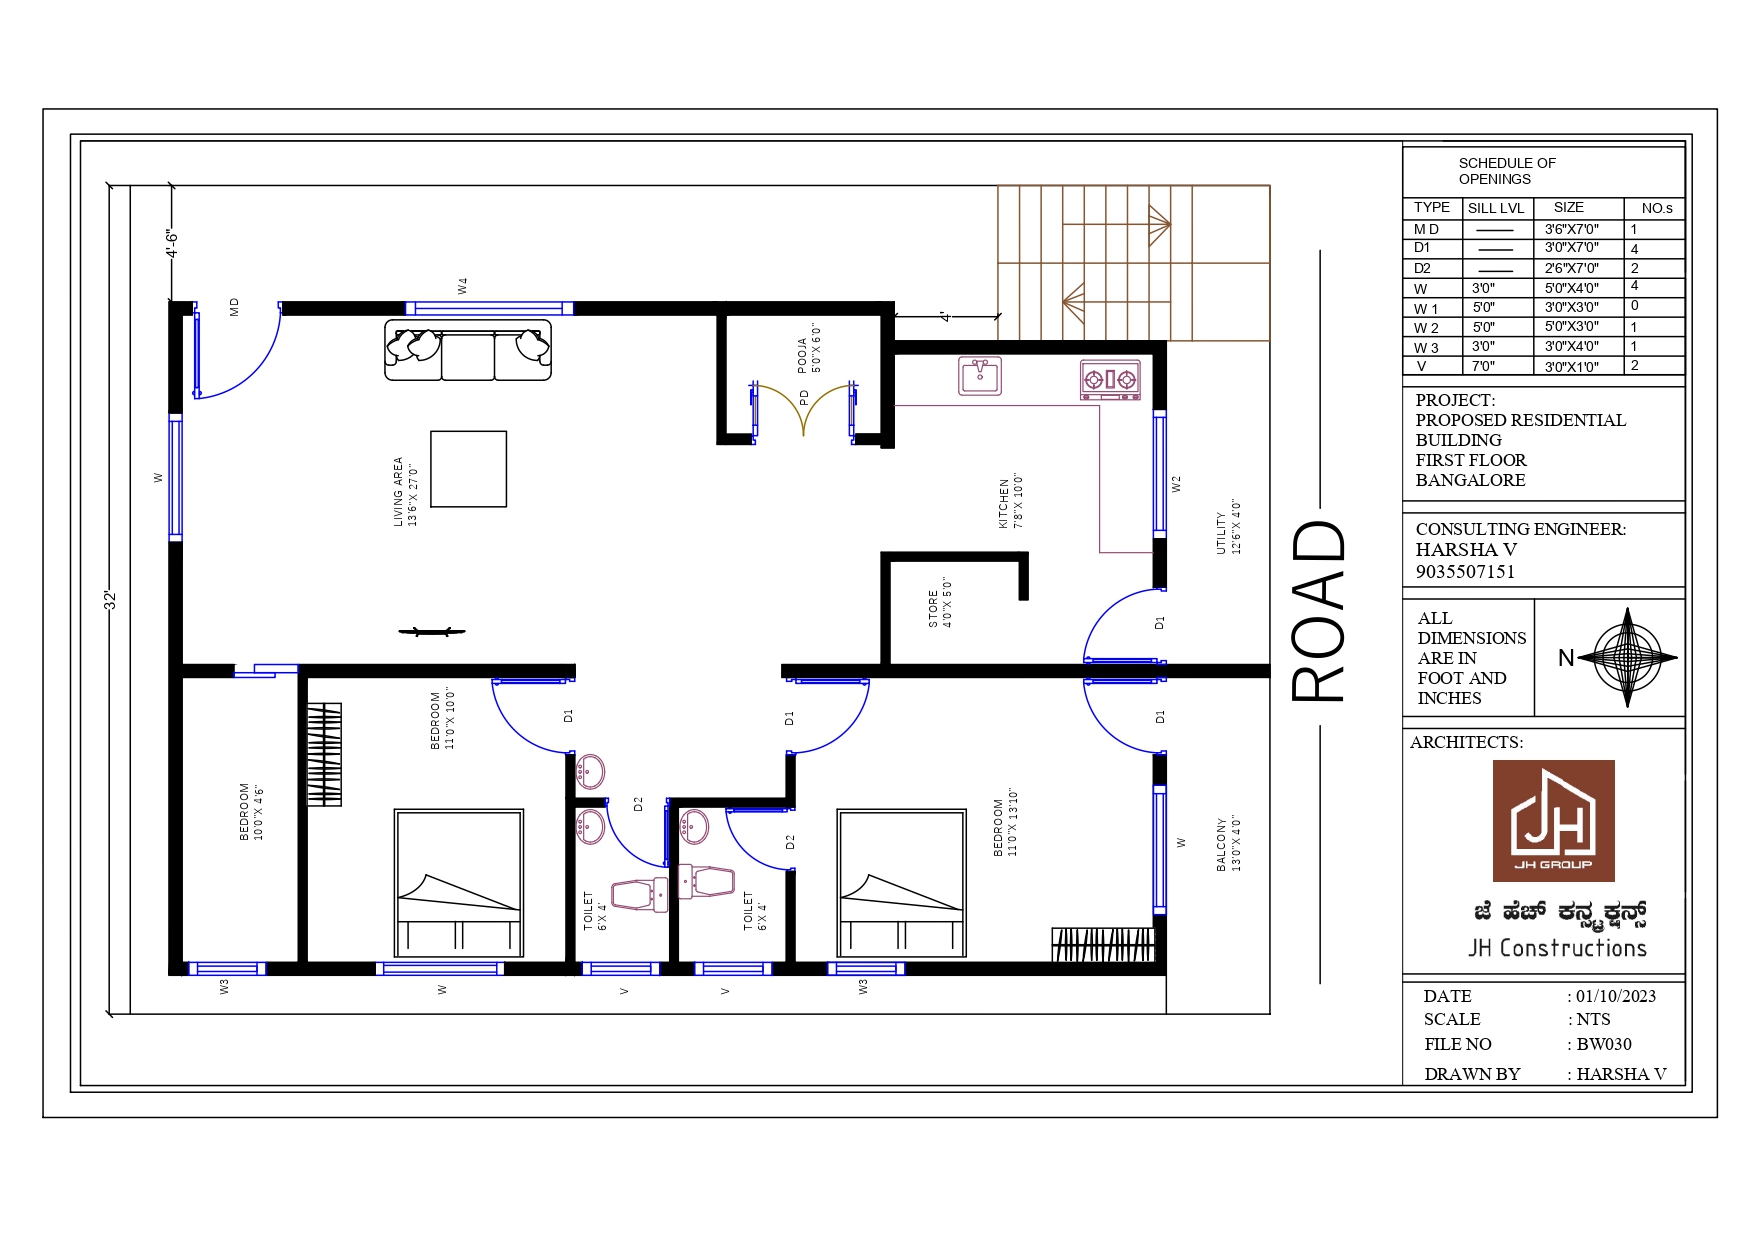 4'-6"
32'
MD
W4
W
LIVING AREA
13'6"X 27'0"
POOJA
5'0"X 6'0"
PD
4'
KITCHEN
7'8"X 10'0"
W2
UTILITY
12'6"X 4'0"
STORE
4'0"X 5'0"
D1
BEDROOM
10'0"X 4'6"
BEDROOM
11'0"X 10'0"
D1
D2
TOILET
6'X 4'
TOILET
6'X 4'
D1
D2
BEDROOM
11'0"X 13'10"
D1
W
BALCONY
13'0"X 4'0"
W3
W
V
V
W3
ROAD
SCHEDULE OF
OPENINGS
TYPE SILL LVL SIZE NO.s
M D 3'6"X7'0" 1
D1 3'0"X7'0" 4
D2 2'6"X7'0" 2
W 3'0" 5'0"X4'0" 4
W 1 5'0" 3'0"X3'0" 0
W 2 5'0" 5'0"X3'0" 1
W 3 3'0" 3'0"X4'0" 1
V 7'0" 3'0"X1'0" 2
PROJECT:
PROPOSED RESIDENTIAL
BUILDING
FIRST FLOOR
BANGALORE
CONSULTING ENGINEER:
HARSHA V
9035507151
ALL
DIMENSIONS
ARE IN
FOOT AND
INCHES
N
ARCHITECTS:
JH
JH GROUP
ಜೆ ಹೆಚ್ ಕನ್ಸ್ಟ್ರಕ್ಷನ್ಸ್
JH Constructions
DATE : 01/10/2023
SCALE : NTS
FILE NO : BW030
DRAWN BY : HARSHA V